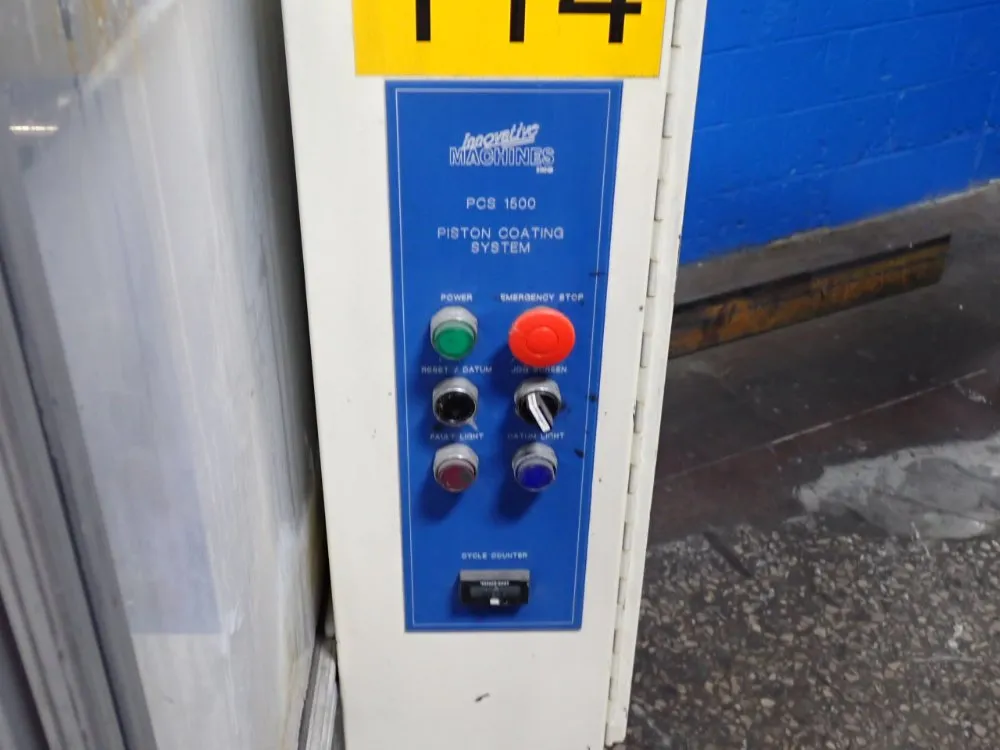 114
Innovative
MACHINES
INC
PCS 1500
PISTON COATING
SYSTEM
POWER EMERGENCY STOP
RESET / DATUM JOG SCREEN
FAULT LIGHT DATUM LIGHT
CYCLE COUNTER